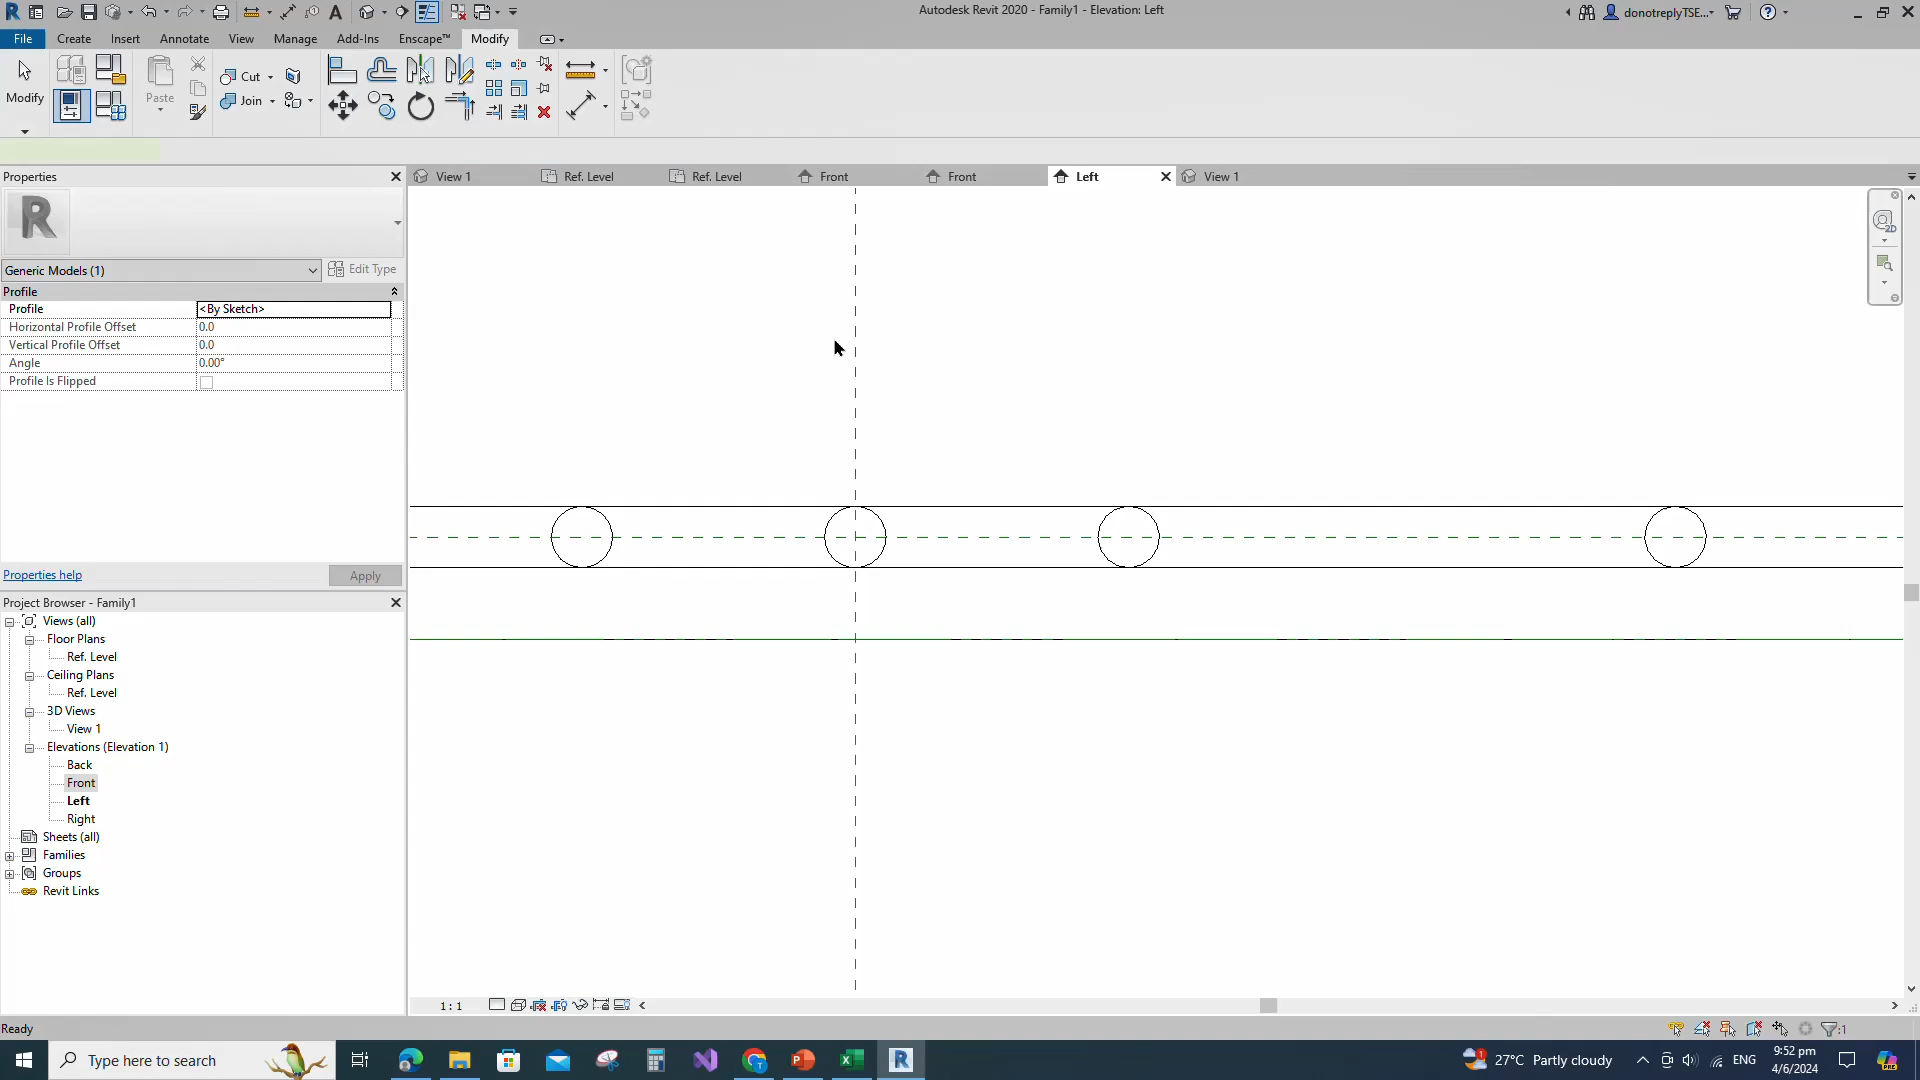 Autodesk Revit 2020 - Family1 - Elevation: Left
donotreplyTSE...
File Create Insert Annotate View Manage Add-Ins Enscape™ Modify
Modify
Paste
Cut
Join
Properties
View 1
Ref. Level
Ref. Level
Front
Front
Left
View 1
Generic Models (1)
Edit Type
Profile
Profile <By Sketch>
Horizontal Profile Offset 0.0
Vertical Profile Offset 0.0
Angle 0.00°
Profile Is Flipped
Properties help
Apply
Project Browser - Family1
Views (all)
Floor Plans
Ref. Level
Ceiling Plans
Ref. Level
3D Views
View 1
Elevations (Elevation 1)
Back
Front
Left
Right
Sheets (all)
Families
Groups
Revit Links
1 : 1
Ready
:1
Type here to search
27°C Partly cloudy
ENG
9:52 pm
4/6/2024